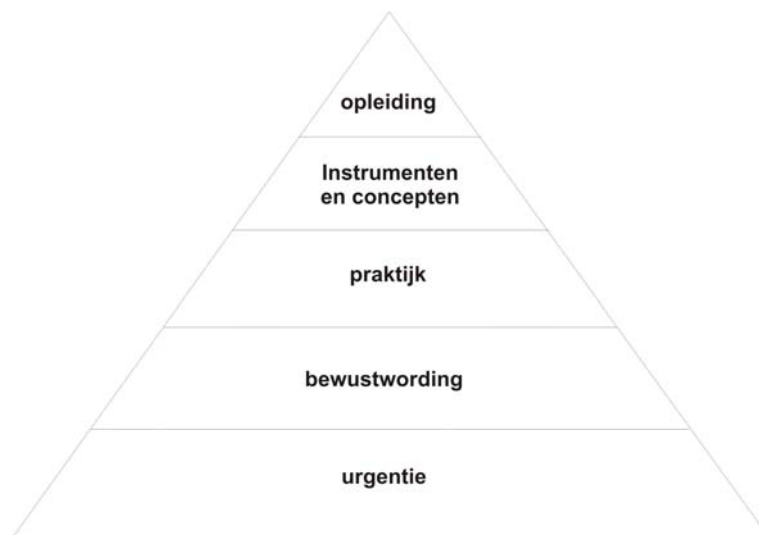 opleiding
Instrumenten
en concepten
praktijk
bewustwording
urgentie